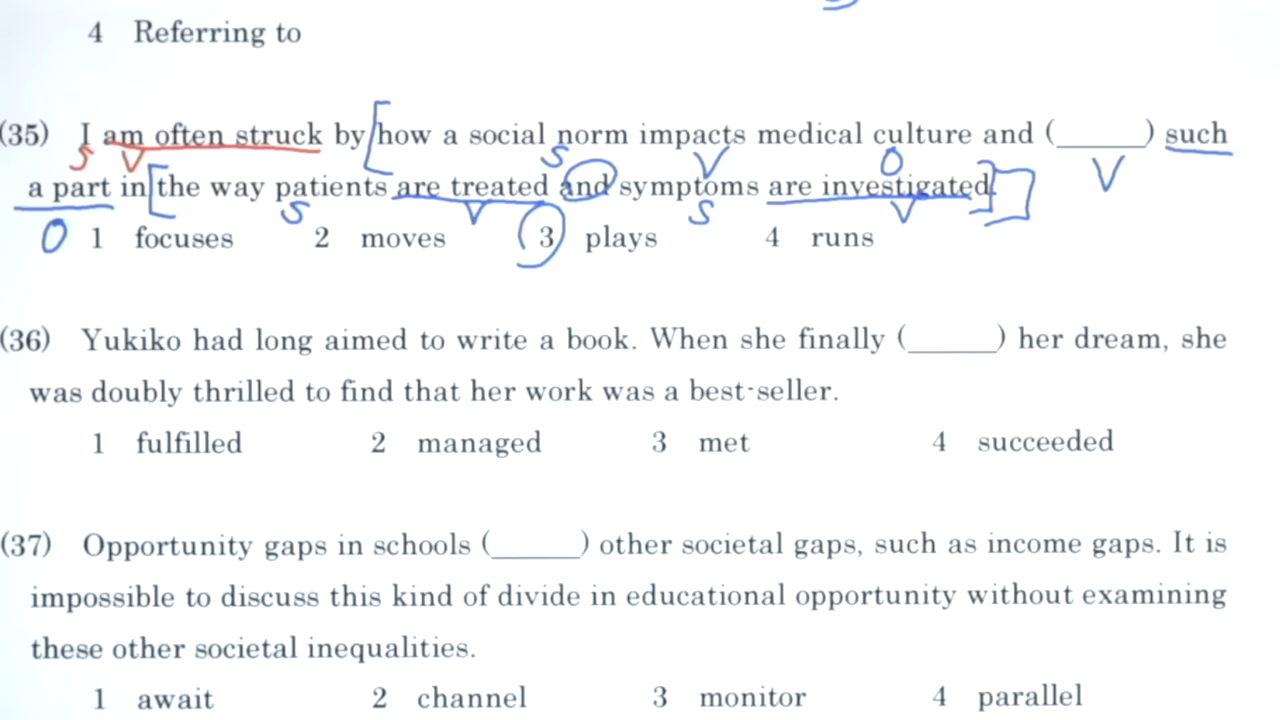 4 Referring to
(35) I am often struck by how a social norm impacts medical culture and (_____) such
S V S V O V
a part in the way patients are treated and symptoms are investigated.
O S V S V
1 focuses 2 moves 3 plays 4 runs
(36) Yukiko had long aimed to write a book. When she finally (_____) her dream, she
was doubly thrilled to find that her work was a best-seller.
1 fulfilled 2 managed 3 met 4 succeeded
(37) Opportunity gaps in schools (_____) other societal gaps, such as income gaps. It is
impossible to discuss this kind of divide in educational opportunity without examining
these other societal inequalities.
1 await 2 channel 3 monitor 4 parallel